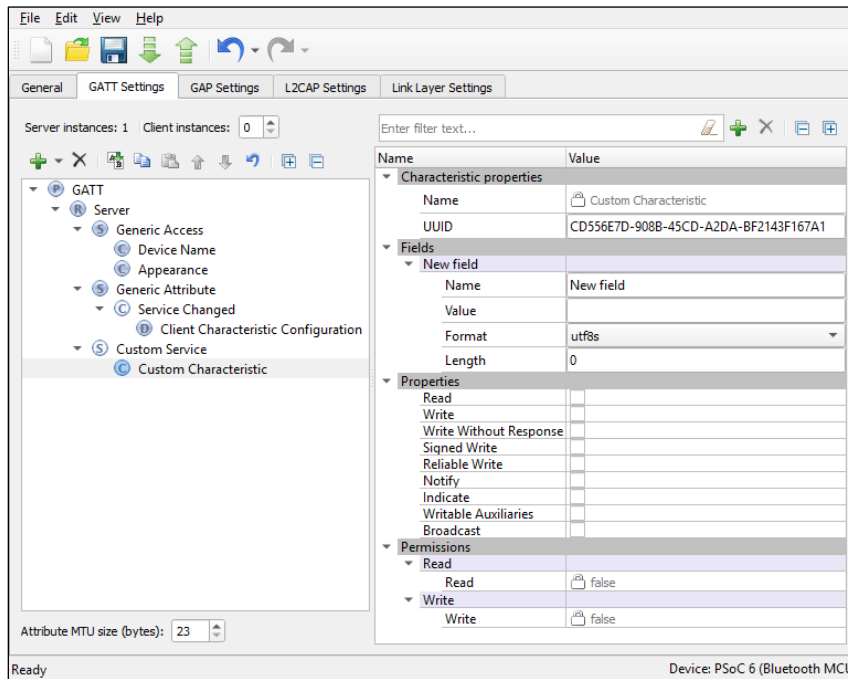 File Edit View Help
General GATT Settings GAP Settings L2CAP Settings Link Layer Settings
Server instances: 1 Client instances: 0
Enter filter text...
GATT
Server
Generic Access
Device Name
Appearance
Generic Attribute
Service Changed
Client Characteristic Configuration
Custom Service
Custom Characteristic
Attribute MTU size (bytes): 23
Name Value
Characteristic properties
Name Custom Characteristic
UUID CD556E7D-908B-45CD-A2DA-BF2143F167A1
Fields
New field
Name New field
Value
Format utf8s
Length 0
Properties
Read
Write
Write Without Response
Signed Write
Reliable Write
Notify
Indicate
Writable Auxiliaries
Broadcast
Permissions
Read
Read false
Write
Write false
Ready Device: PSoC 6 (Bluetooth MCU